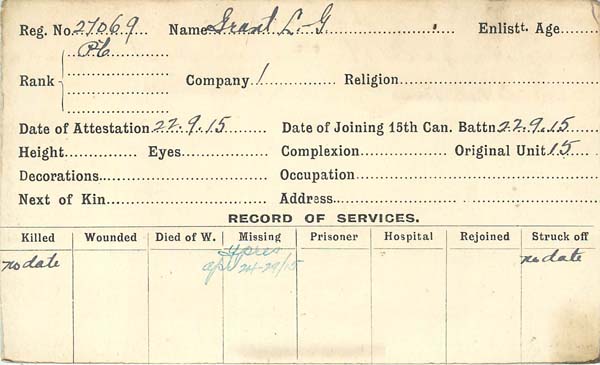 Reg. No. 27069 Name Grant L. G. Enlistt. Age
Rank Pte Company 1 Religion
Date of Attestation 22.9.15 Date of Joining 15th Can. Battn 22.9.15
Height Eyes Complexion Original Unit 15
Decorations Occupation
Next of Kin Address
RECORD OF SERVICES.
Killed Wounded Died of W. Missing Prisoner Hospital Rejoined Struck off
no date Ypres no date
apl 24-29/15